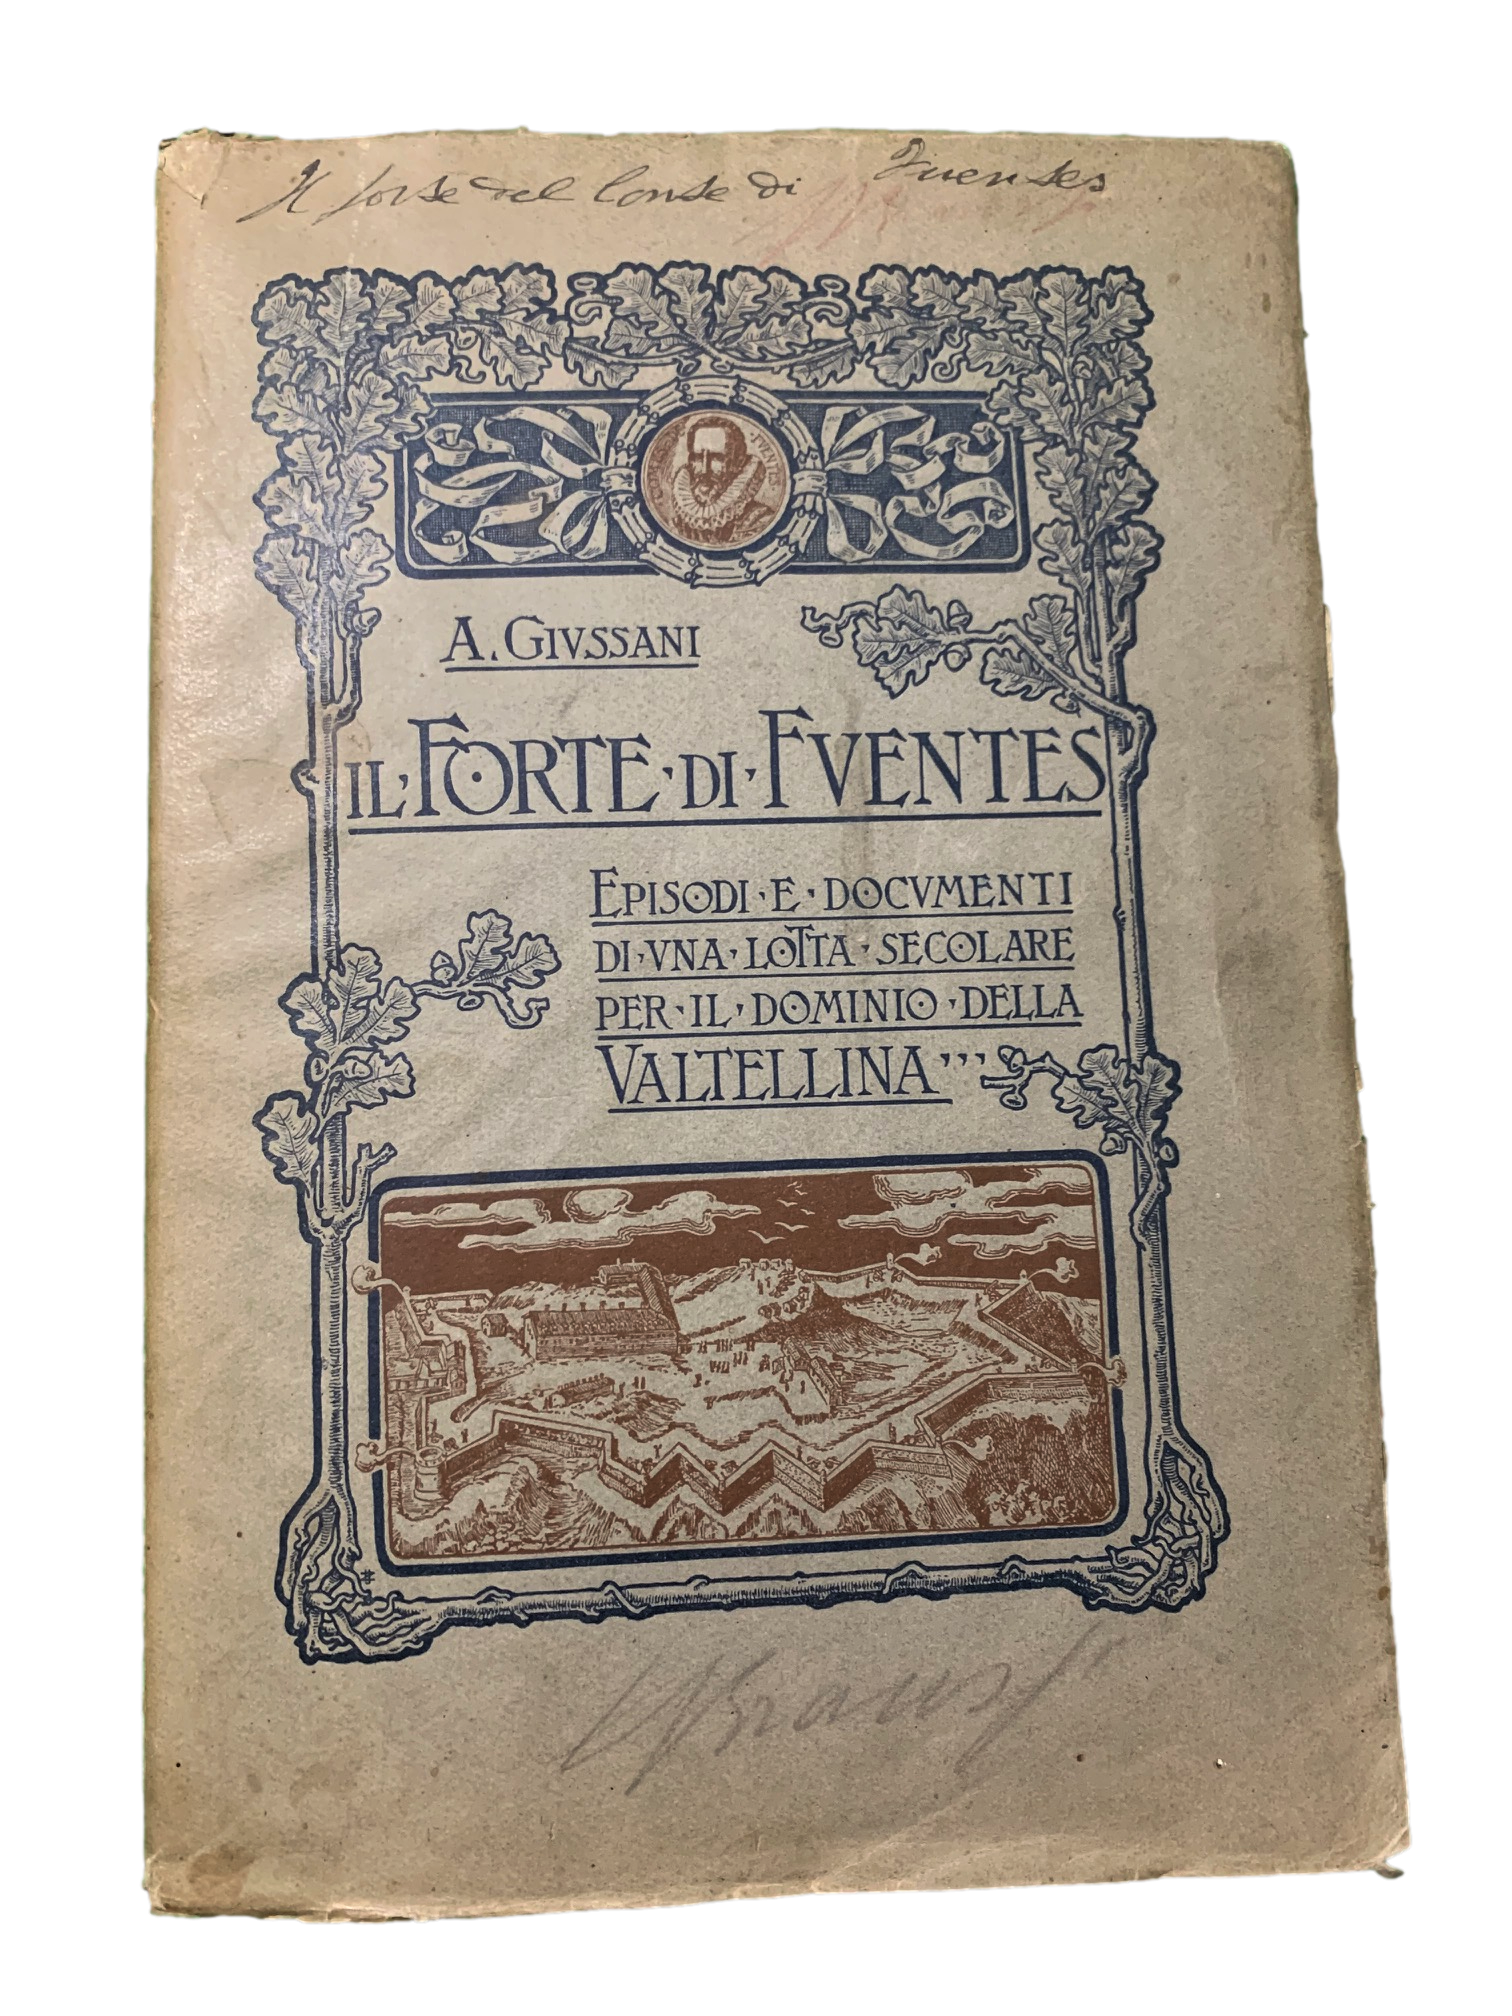 Il forte del Conte di Fuentes
FUENTES
A. GIVSSANI
IL · FORTE · DI · FVENTES
EPISODI · E · DOCVMENTI
DI · VNA · LOTTA · SECOLARE
PER · IL · DOMINIO · DELLA
VALTELLINA